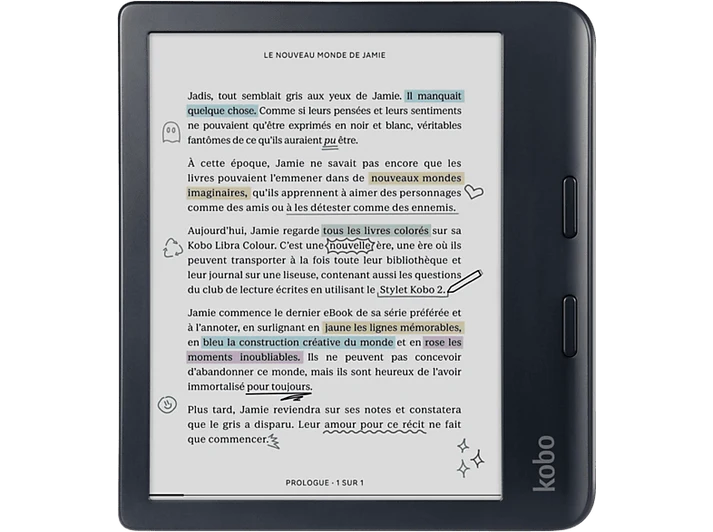 LE NOUVEAU MONDE DE JAMIE
Jadis, tout semblait gris aux yeux de Jamie. Il manquait
quelque chose. Comme si leurs pensées et leurs sentiments
ne pouvaient qu'être exprimés en noir et blanc, véritables
fantômes de ce qu'ils auraient pu être.
À cette époque, Jamie ne savait pas encore que les
livres pouvaient l'emmener dans de nouveaux mondes
imaginaires, qu'ils apprennent à aimer des personnages
comme des amis ou à les détester comme des ennemis.
Aujourd'hui, Jamie regarde tous les livres colorés sur sa
Kobo Libra Colour. C'est une nouvelle ère, une ère où ils
peuvent transporter à la fois toute leur bibliothèque et
leur journal sur une liseuse, contenant aussi les questions
du club de lecture écrites en utilisant le Stylet Kobo 2.
Jamie commence le dernier eBook de sa série préférée et
à l'annoter, en surlignant en jaune les lignes mémorables,
en bleu la construction créative du monde et en rose les
moments inoubliables. Ils ne peuvent pas concevoir
d'abandonner ce monde, mais ils sont heureux de l'avoir
immortalisé pour toujours.
Plus tard, Jamie reviendra sur ses notes et constatera
que le gris a disparu. Leur amour pour ce récit ne fait
que commencer.
PROLOGUE - 1 SUR 1
kobo